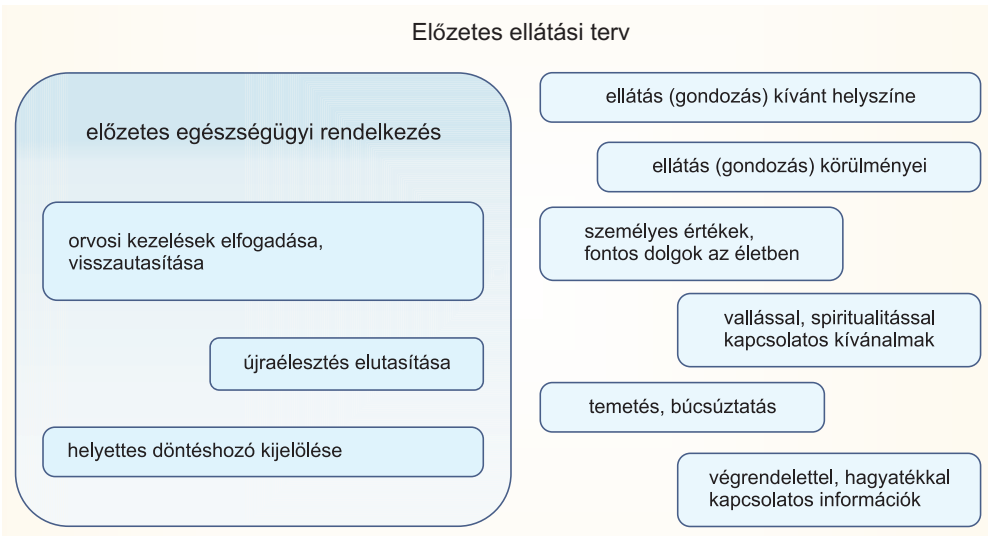 Előzetes ellátási terv
előzetes egészségügyi rendelkezés
orvosi kezelések elfogadása,
visszautasítása
újraélesztés elutasítása
helyettes döntéshozó kijelölése
ellátás (gondozás) kívánt helyszíne
ellátás (gondozás) körülményei
személyes értékek,
fontos dolgok az életben
vallással, spiritualitással
kapcsolatos kívánalmak
temetés, búcsúztatás
végrendelettel, hagyatékkal
kapcsolatos információk